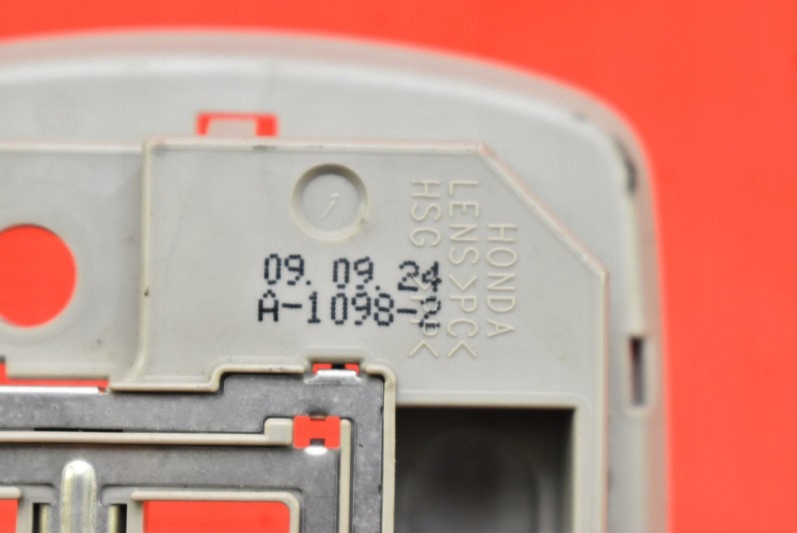 09. 09. 24
A-1098-2
HONDA
LENS >PC<
HSG >PP<